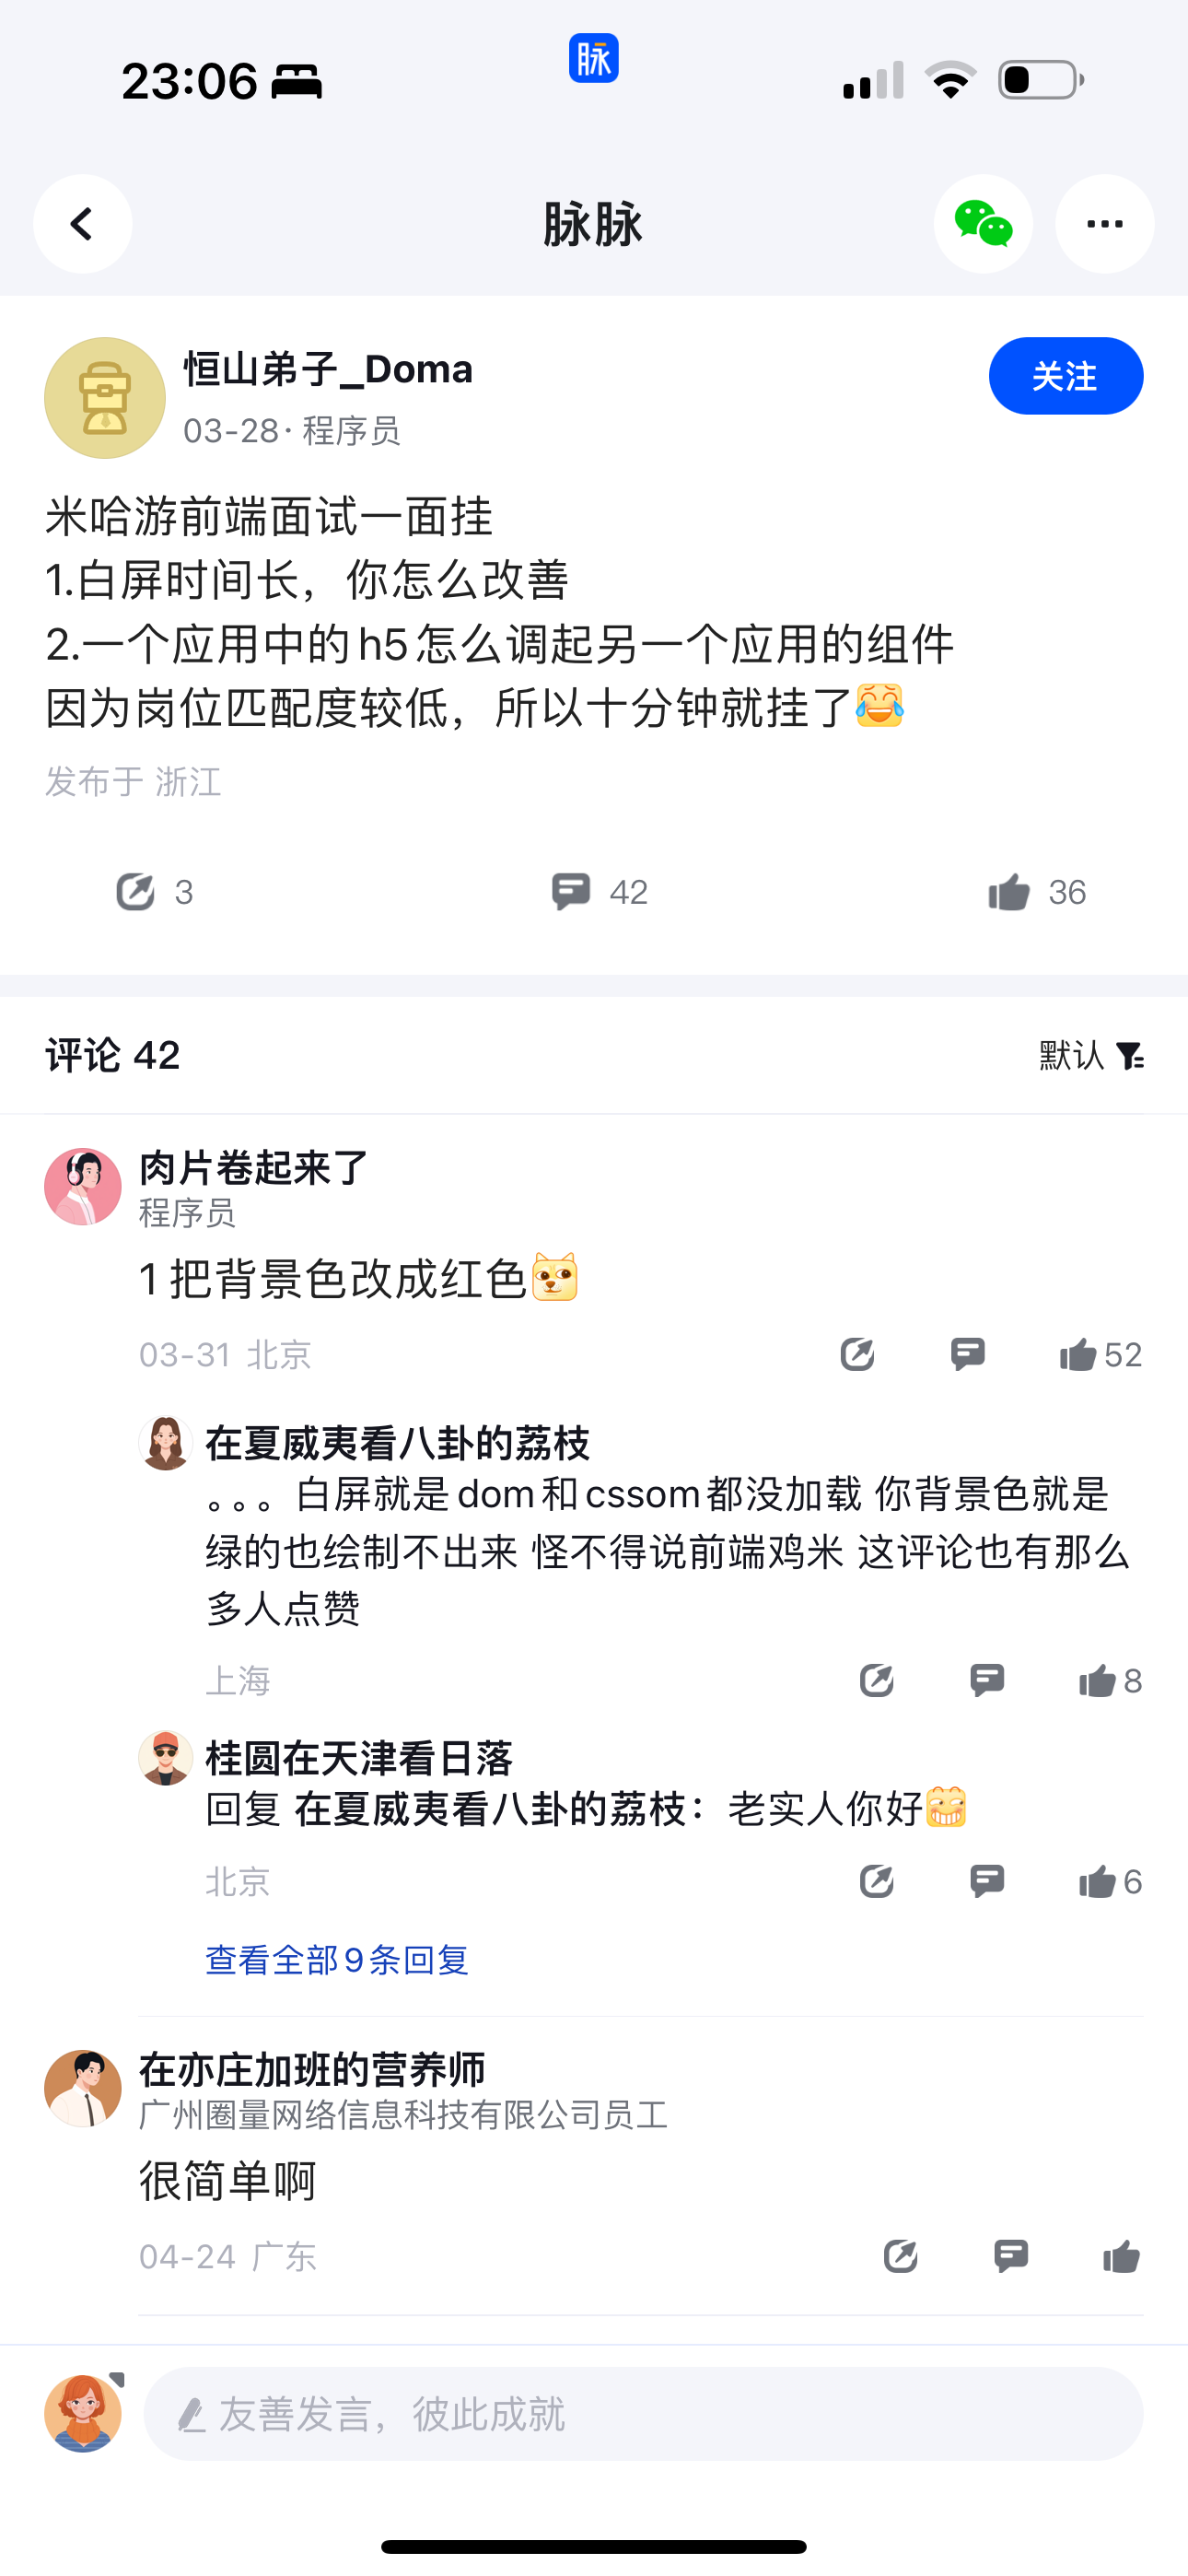 23:06
脉
脉脉
恒山弟子_Doma
03-28· 程序员
关注
米哈游前端面试一面挂
1.白屏时间长，你怎么改善
2.一个应用中的h5怎么调起另一个应用的组件
因为岗位匹配度较低，所以十分钟就挂了😂
发布于 浙江
3
42
36
评论 42
默认
肉片卷起来了
程序员
1 把背景色改成红色
03-31 北京
52
在夏威夷看八卦的荔枝
。。。白屏就是dom和cssom都没加载 你背景色就是
绿的也绘制不出来 怪不得说前端鸡米 这评论也有那么
多人点赞
上海
8
桂圆在天津看日落
回复 在夏威夷看八卦的荔枝：老实人你好
北京
6
查看全部9条回复
在亦庄加班的营养师
广州圈量网络信息科技有限公司员工
很简单啊
04-24 广东
友善发言，彼此成就